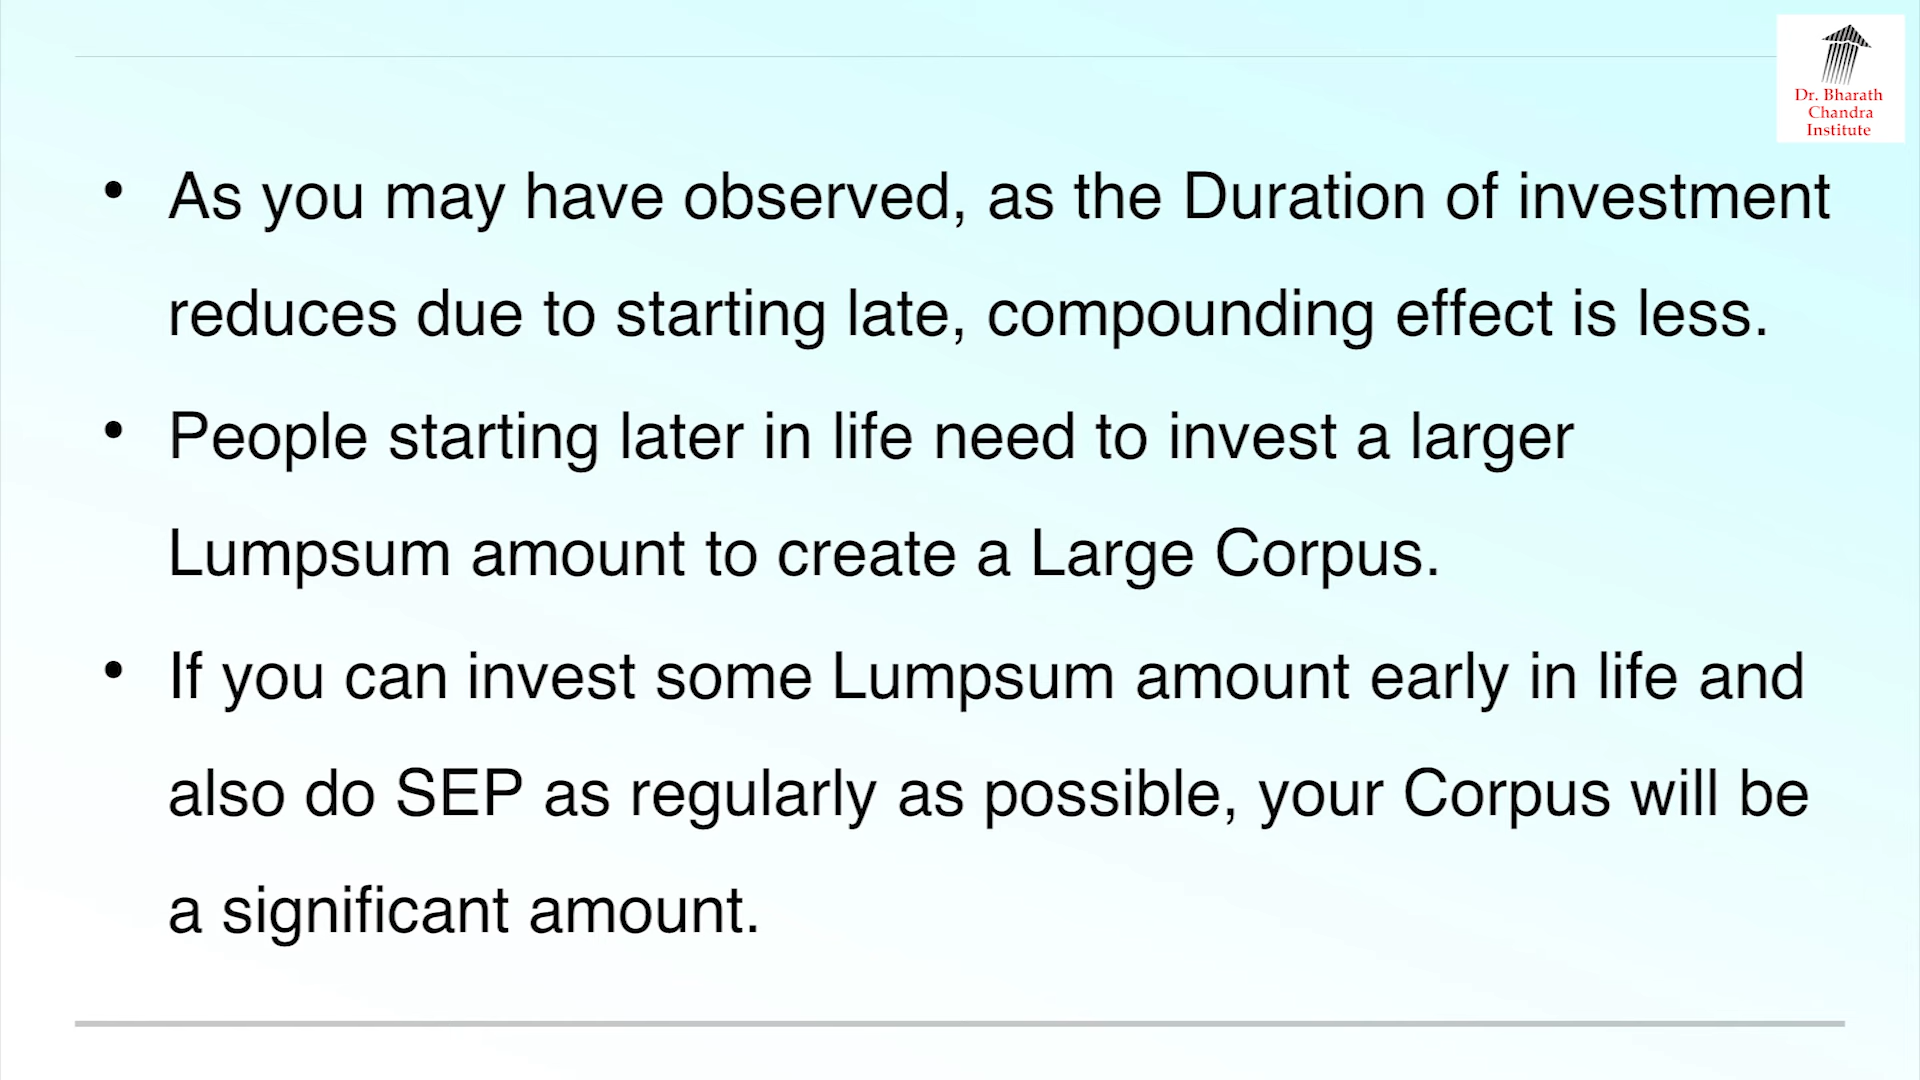 Dr. Bharath
Chandra
Institute
• As you may have observed, as the Duration of investment
reduces due to starting late, compounding effect is less.
• People starting later in life need to invest a larger
Lumpsum amount to create a Large Corpus.
• If you can invest some Lumpsum amount early in life and
also do SEP as regularly as possible, your Corpus will be
a significant amount.